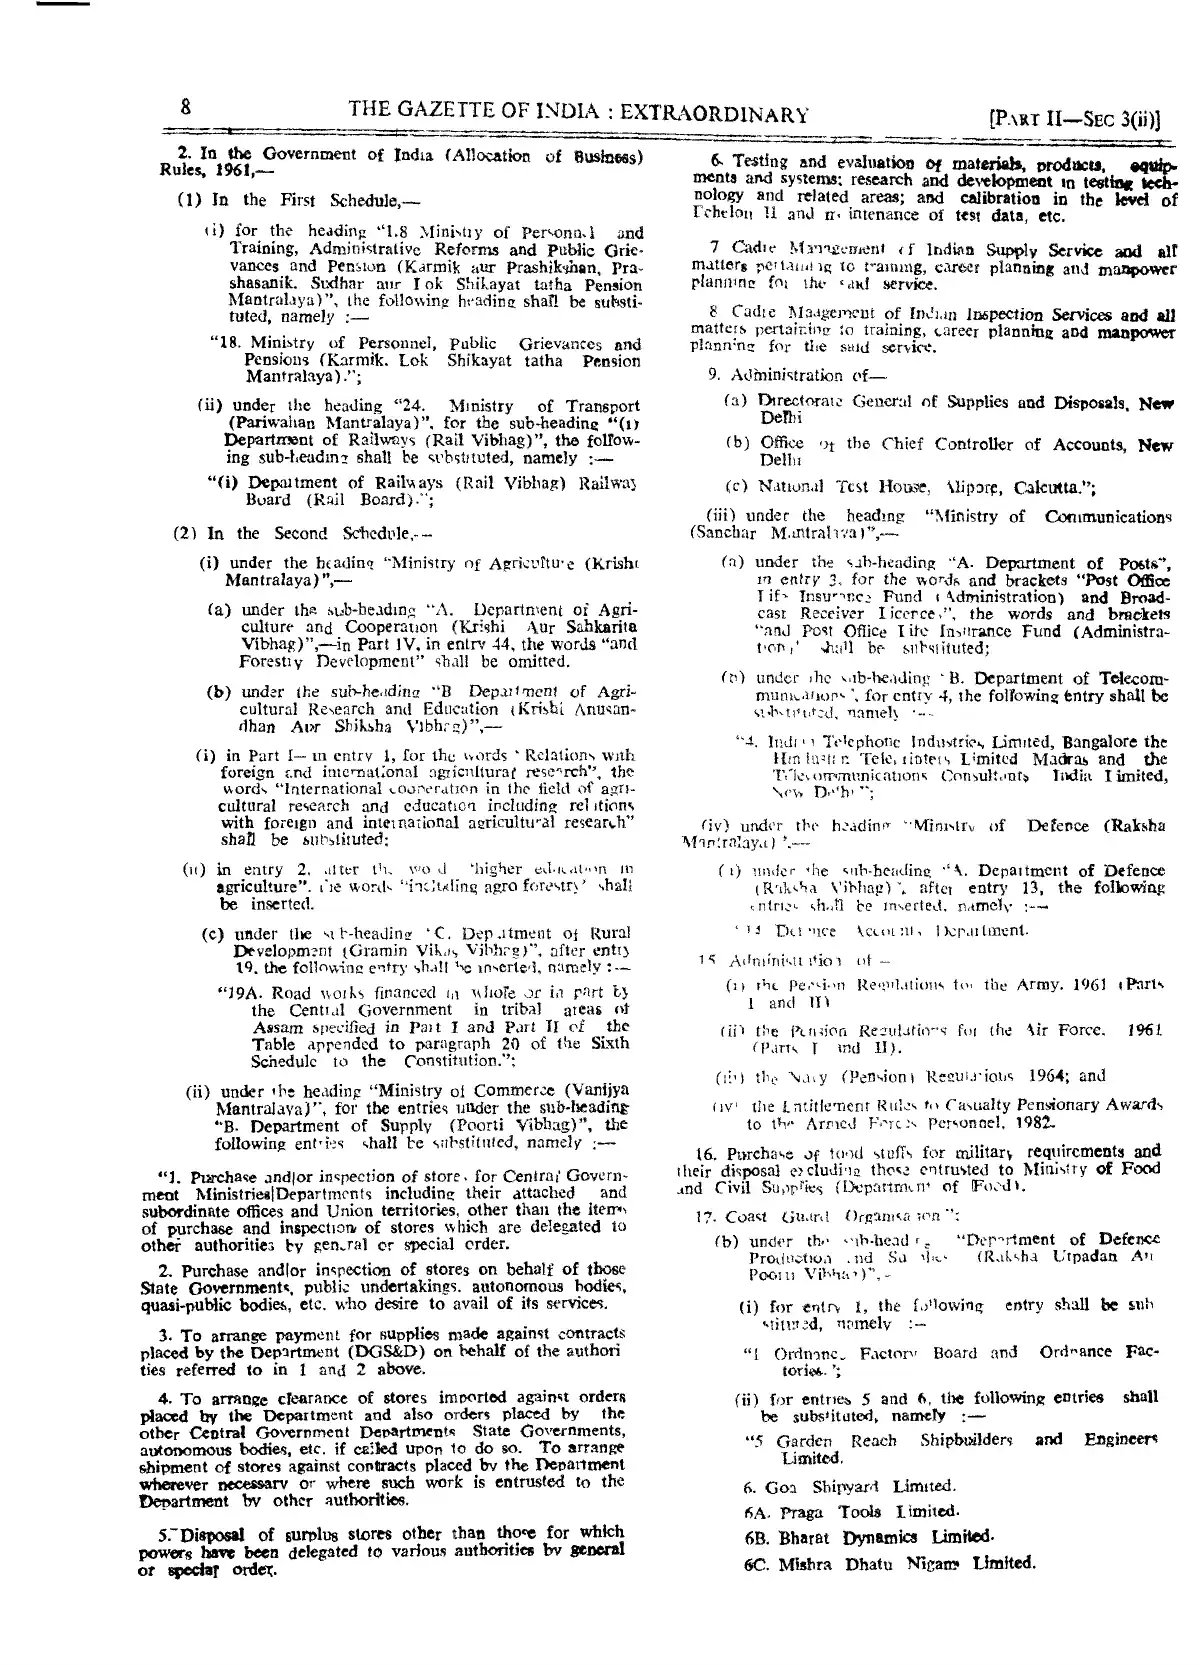 8
THE GAZETTE OF INDIA : EXTRAORDINARY
[PART II—SEC 3(ii)]
2. In the Government of India (Allocation of Business)
Rules, 1961,—
(1) In the First Schedule,—
(i) for the heading "1.8 Ministry of Personnel and
Training, Administrative Reforms and Public Grie-
vances and Pension (Karmik aur Prashikshan, Pra-
shasanik. Sudhar aur Lok Shikayat tatha Pension
Mantralaya)", the following heading shall be substi-
tuted, namely :—
"18. Ministry of Personnel, Public Grievances and
Pensions (Karmik. Lok Shikayat tatha Pension
Mantralaya).";
(ii) under the heading "24. Ministry of Transport
(Pariwahan Mantralaya)", for the sub-heading "(i)
Department of Railways (Rail Vibhag)", the follow-
ing sub-heading shall be substituted, namely :—
"(i) Department of Railways (Rail Vibhag) Railway
Board (Rail Board).";
(2) In the Second Schedule,--
(i) under the heading "Ministry of Agriculture (Krishi
Mantralaya)",—
(a) under the sub-heading "A. Department of Agri-
culture and Cooperation (Krishi Aur Sahkarita
Vibhag)",—in Part IV, in entry 44, the words "and
Forestry Development" shall be omitted.
(b) under the sub-heading "B Department of Agri-
cultural Research and Education (Krishi Anusan-
dhan Aur Shiksha Vibhag)",—
(i) in Part I— in entry 1, for the words "Relations with
foreign and international agricultural research", the
words "International cooperation in the field of agri-
cultural research and education including relations
with foreign and international agricultural research"
shall be substituted;
(ii) in entry 2, after the word "higher education in
agriculture". the words "including agro forestry" shall
be inserted.
(c) under the sub-heading "C. Department of Rural
Development (Gramin Vikas Vibhag)", after entry
19. the following entry shall be inserted, namely :—
"19A. Road works financed in whole or in part by
the Central Government in tribal areas of
Assam specified in Part I and Part II of the
Table appended to paragraph 20 of the Sixth
Schedule to the Constitution.";
(ii) under the heading "Ministry of Commerce (Vanijya
Mantralaya)", for the entries under the sub-heading
"B. Department of Supply (Poorti Vibhag)", the
following entries shall be substituted, namely :—
"1. Purchase and|or inspection of stores for Central Govern-
ment Ministries|Departments including their attached and
subordinate offices and Union territories, other than the items
of purchase and inspection of stores which are delegated to
other authorities by general or special order.
2. Purchase and|or inspection of stores on behalf of those
State Governments, public undertakings. autonomous bodies,
quasi-public bodies, etc. who desire to avail of its services.
3. To arrange payment for supplies made against contracts
placed by the Department (DGS&D) on behalf of the authori
ties referred to in 1 and 2 above.
4. To arrange clearance of stores imported against orders
placed by the Department and also orders placed by the
other Central Government Departments State Governments,
autonomous bodies, etc. if called upon to do so. To arrange
shipment of stores against contracts placed by the Department
wherever necessary or where such work is entrusted to the
Department by other authorities.
5. Disposal of surplus stores other than those for which
powers have been delegated to various authorities by general
or special order.
6. Testing and evaluation of materials, products, equip-
ments and systems; research and development in testing tech-
nology and related areas; and calibration in the level of
Echelon II and maintenance of test data, etc.
7 Cadre Management of Indian Supply Service and all
matters pertaining to training, career planning and manpower
planning for the said service.
8 Cadre Maagement of Indian Inspection Services and all
matters pertaining to training, career planning and manpower
planning for the said service.
9. Administration of—
(a) Directorate General of Supplies and Disposals, New
Delhi
(b) Office of the Chief Controller of Accounts, New
Delhi
(c) National Test House, Alipore, Calcutta.";
(iii) under the heading "Ministry of Communications
(Sanchar Mantralaya)",—
(a) under the sub-heading "A. Department of Posts",
in entry 3, for the words and brackets "Post Office
Life Insurance Fund (Administration) and Broad-
cast Receiver Licences", the words and brackets
"and Post Office Life Insurance Fund (Administra-
tion)" shall be substituted;
(b) under the sub-heading "B. Department of Telecom-
munications", for entry 4, the following entry shall be
substituted, namely :--
"4. Indian Telephone Industries, Limited, Bangalore the
Hindustan Teleprinters Limited Madras and the
Telecommunications Consultants India Limited,
New Delhi";
(iv) under the heading "Ministry of Defence (Raksha
Mantralaya)",—
(a) under the sub-heading "A. Department of Defence
(Raksha Vibhag)", after entry 13, the following
entries shall be inserted, namely :—
"14 Defence Accounts Department.
15 Administration of —
(i) the Pension Regulations for the Army. 1961 (Parts
I and II)
(ii) the Pension Regulations for the Air Force. 1961
(Parts I and II).
(iii) the Navy (Pension) Regulations 1964; and
(iv) the Entitlement Rules to Casualty Pensionary Awards
to the Armed Forces Personnel, 1982.
16. Purchase of food stuffs for military requirements and
their disposal excluding those entrusted to Ministry of Food
and Civil Supplies (Department of Food).
17. Coast Guard Organisation";
(b) under the sub-heading "Department of Defence
Production and Supplies (Raksha Utpadan Aur
Poorti Vibhag)",-
(i) for entry 1, the following entry shall be sub
stituted, namely :—
"1 Ordnance Factory Board and Ordnance Fac-
tories.";
(ii) for entries 5 and 6, the following entries shall
be substituted, namely :—
"5 Garden Reach Shipbuilders and Engineers
Limited.
6. Goa Shipyard Limited.
6A. Praga Tools Limited.
6B. Bharat Dynamics Limited.
6C. Mishra Dhatu Nigam Limited.